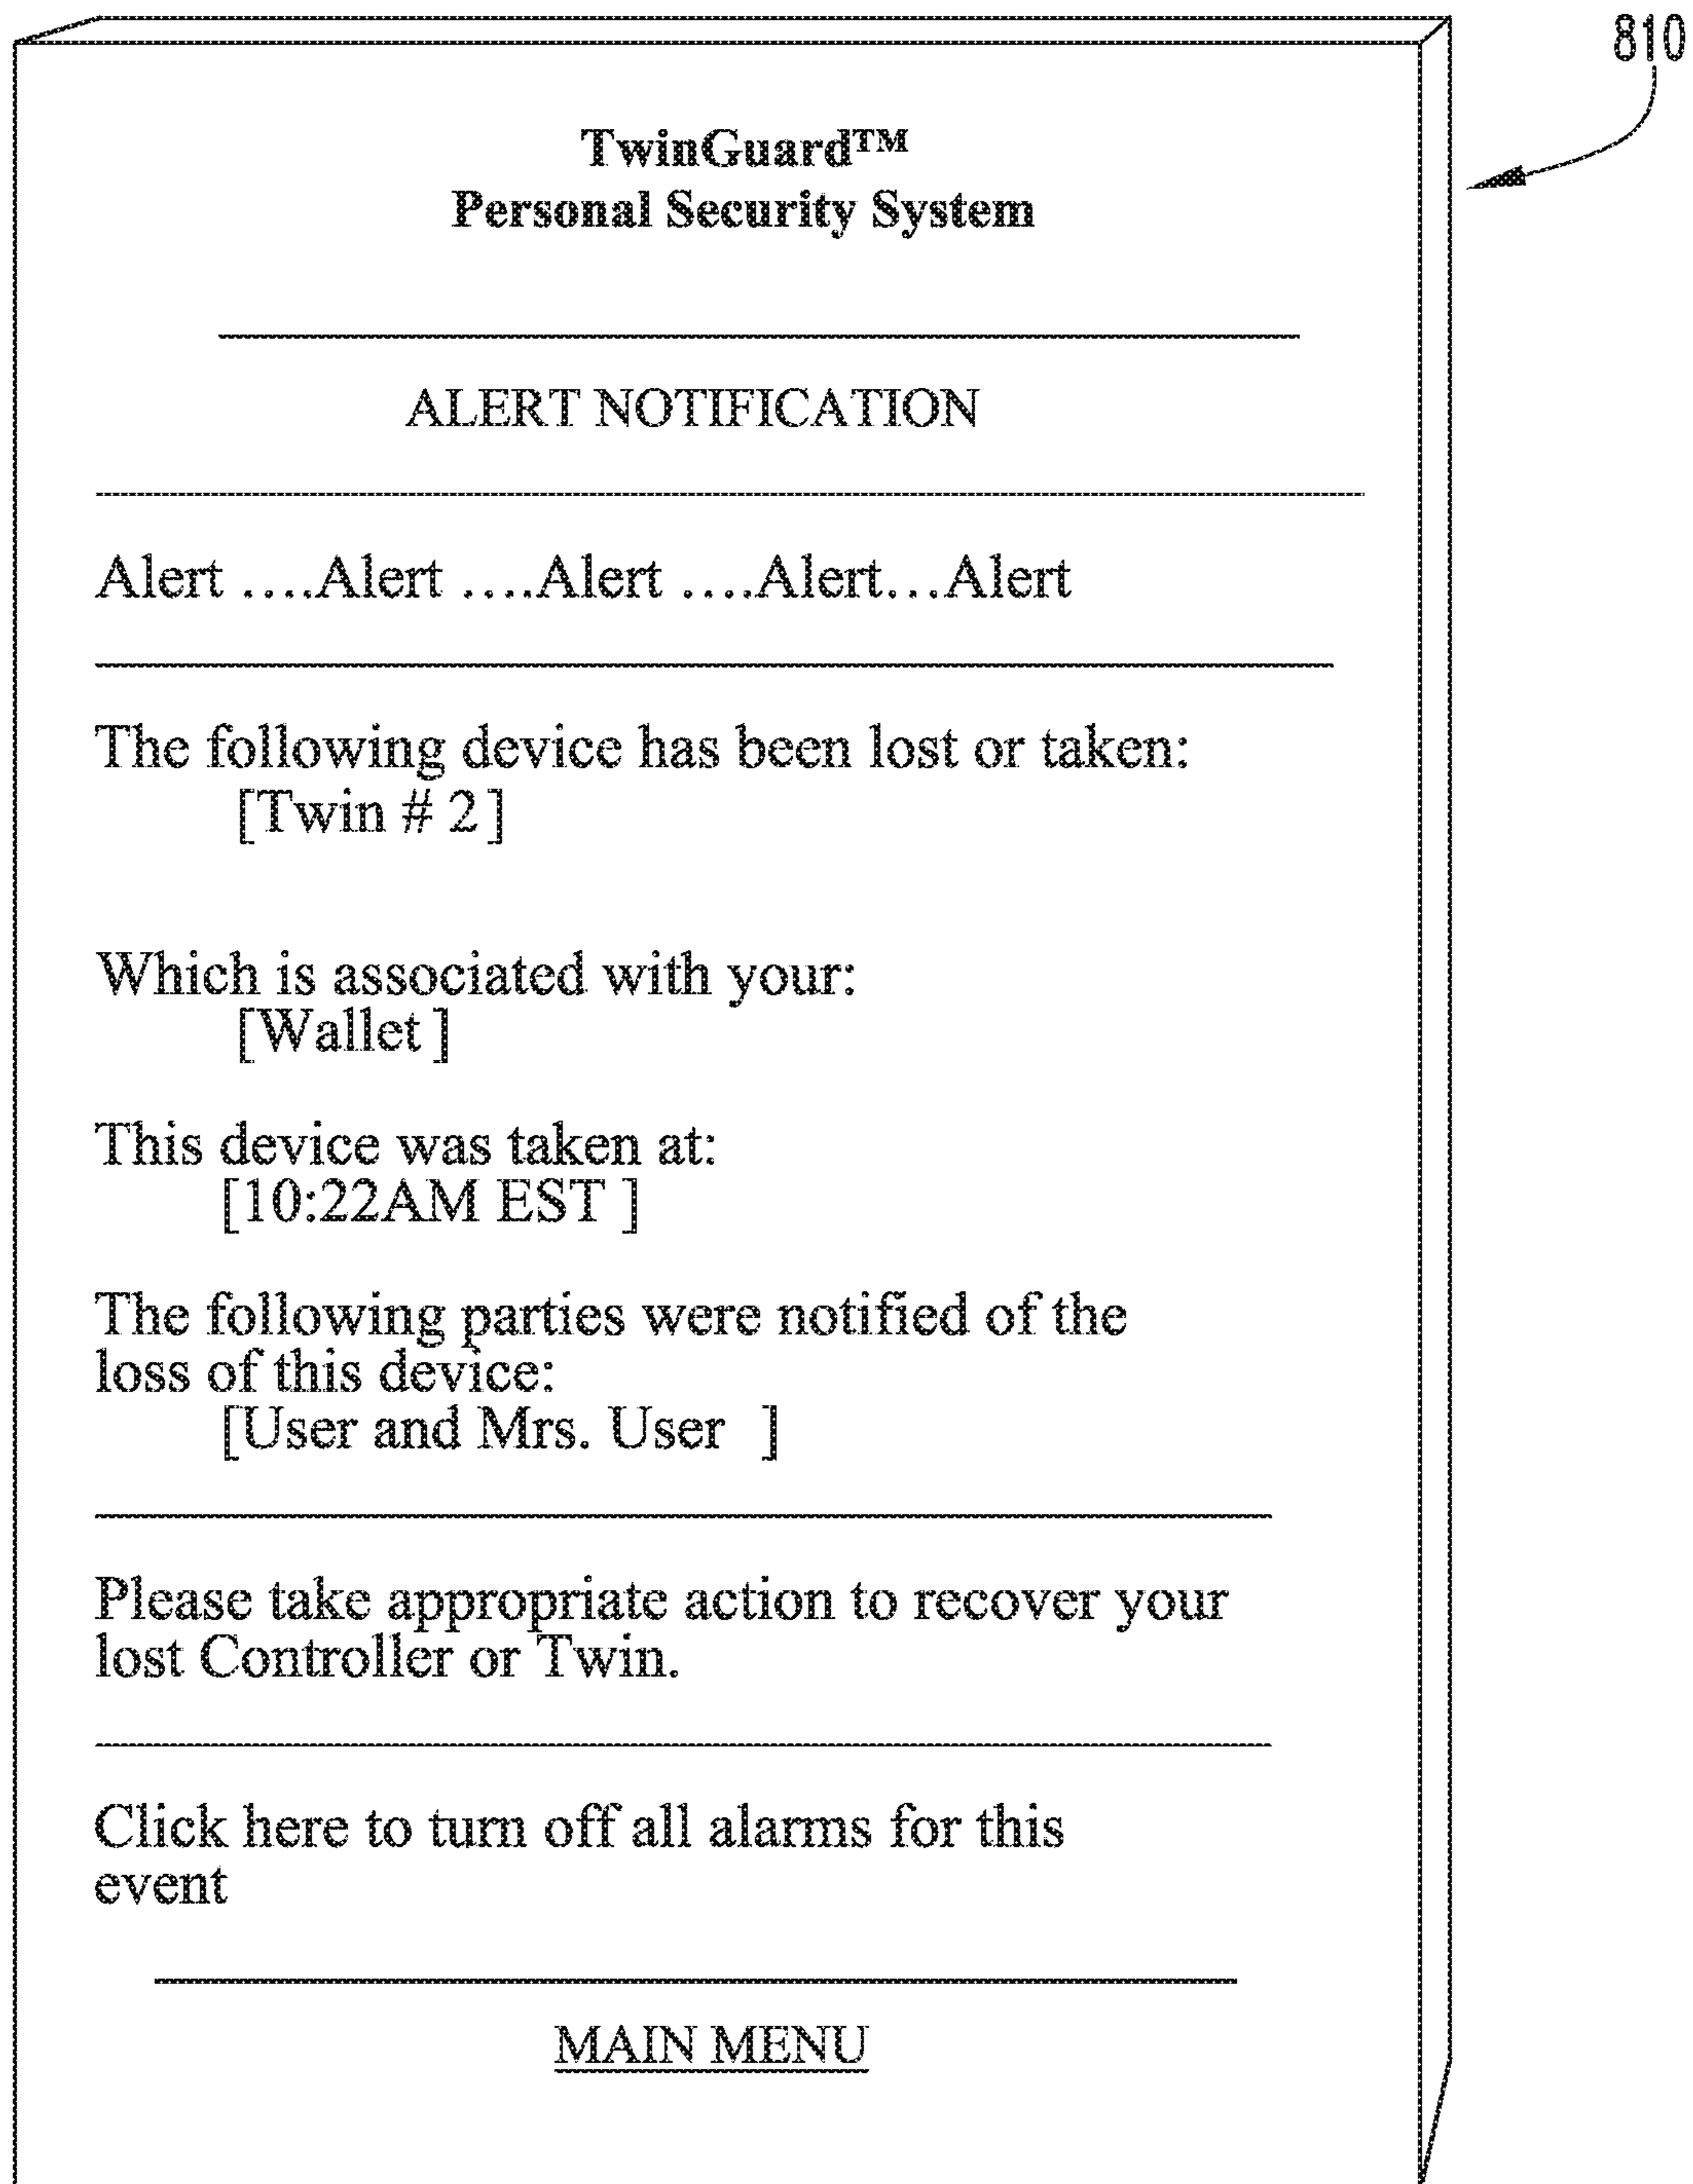 810
TwinGuard™
Personal Security System
ALERT NOTIFICATION
Alert ....Alert ....Alert ....Alert...Alert
The following device has been lost or taken:
[Twin # 2 ]
Which is associated with your:
[Wallet ]
This device was taken at:
[10:22AM EST ]
The following parties were notified of the
loss of this device:
[User and Mrs. User ]
Please take appropriate action to recover your
lost Controller or Twin.
Click here to turn off all alarms for this
event
MAIN MENU